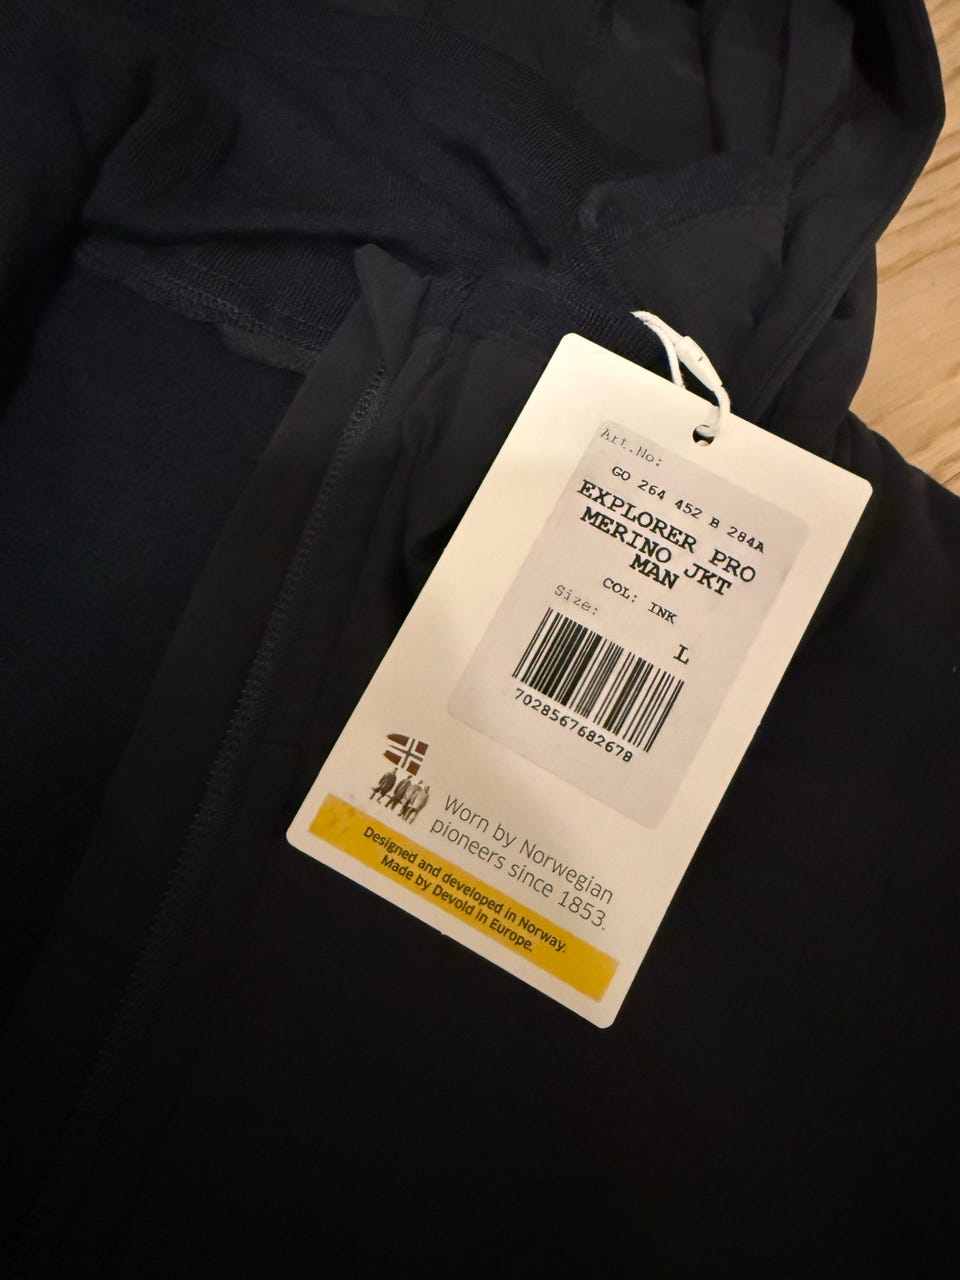 Art.No:
GO 264 452 B 284A
EXPLORER PRO
MERINO JKT
MAN
COL: INK
Size:
L
7028567682678
Worn by Norwegian
pioneers since 1853.
Designed and developed in Norway.
Made by Devold in Europe.